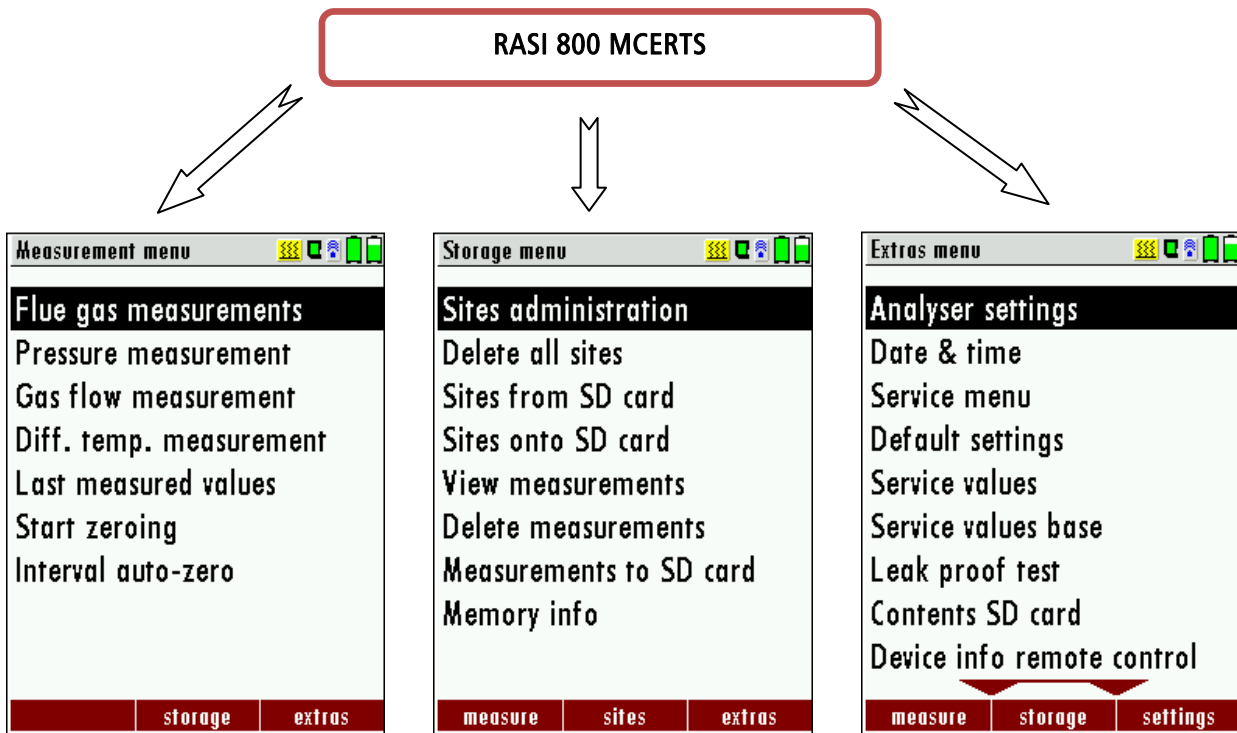 RASI 800 MCERTS
Measurement menu
Flue gas measurements
Pressure measurement
Gas flow measurement
Diff. temp. measurement
Last measured values
Start zeroing
Interval auto-zero
storage extras
Storage menu
Sites administration
Delete all sites
Sites from SD card
Sites onto SD card
View measurements
Delete measurements
Measurements to SD card
Memory info
measure sites extras
Extras menu
Analyser settings
Date & time
Service menu
Default settings
Service values
Service values base
Leak proof test
Contents SD card
Device info remote control
measure storage settings